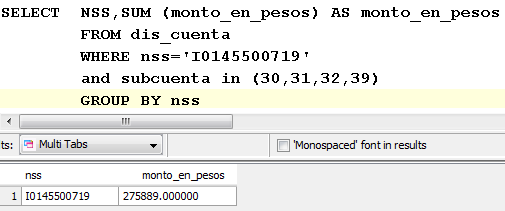 SELECT NSS,SUM (monto_en_pesos) AS monto_en_pesos
FROM dis_cuenta
WHERE nss='I0145500719'
and subcuenta in (30,31,32,39)
GROUP BY nss
ts: Multi Tabs 'Monospaced' font in results
nss monto_en_pesos
1 I0145500719 275889.000000